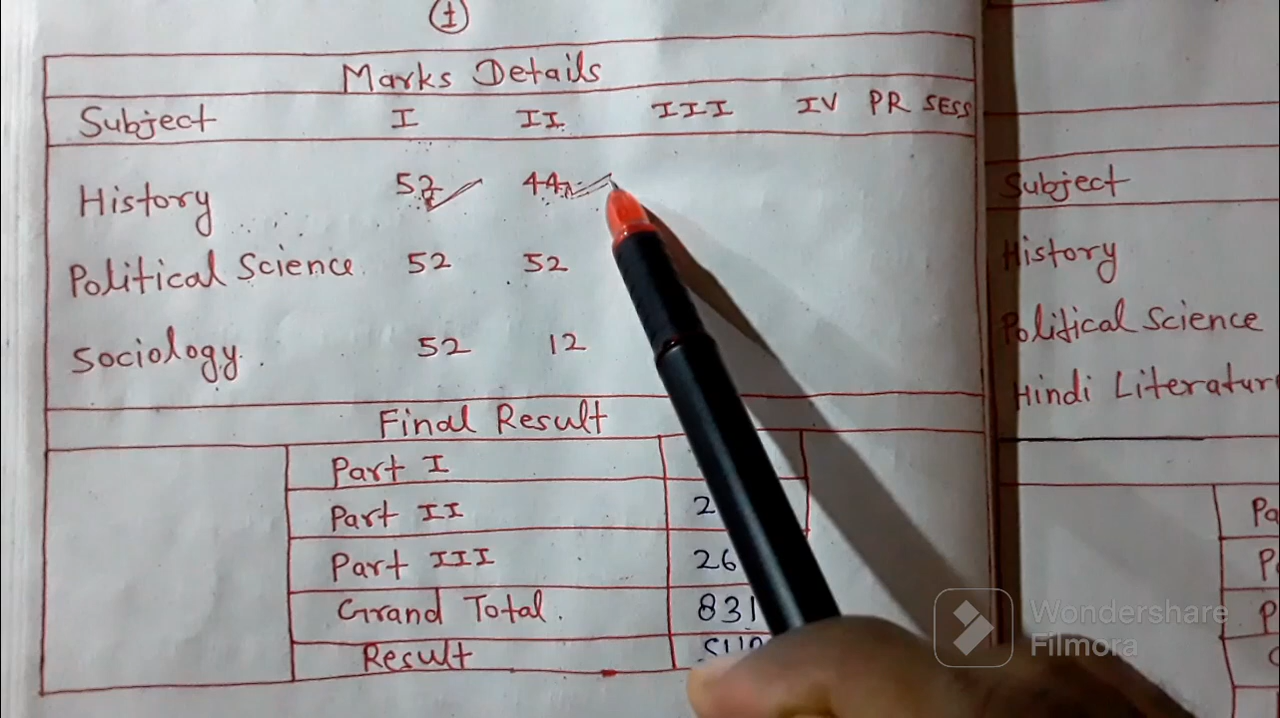 1
Marks Details
Subject I II III IV PR SESS
History 52 44
Political Science 52 52
Sociology 52 12
Final Result
Part I
Part II 2
Part III 26
Grand Total. 831
Result
Subject
History
Political Science
Hindi Literatur
Wondershare
Filmora